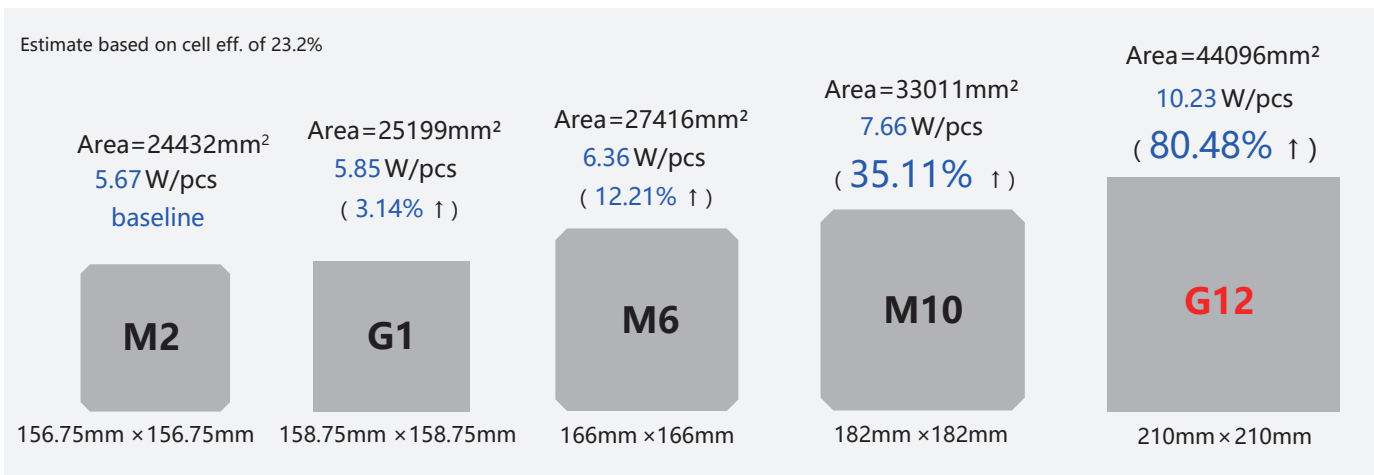 Estimate based on cell eff. of 23.2%
Area=24432mm²
5.67 W/pcs
baseline
M2
156.75mm ×156.75mm
Area=25199mm²
5.85 W/pcs
( 3.14% ↑ )
G1
158.75mm ×158.75mm
Area=27416mm²
6.36 W/pcs
( 12.21% ↑ )
M6
166mm ×166mm
Area=33011mm²
7.66 W/pcs
( 35.11% ↑ )
M10
182mm ×182mm
Area=44096mm²
10.23 W/pcs
( 80.48% ↑ )
G12
210mm×210mm